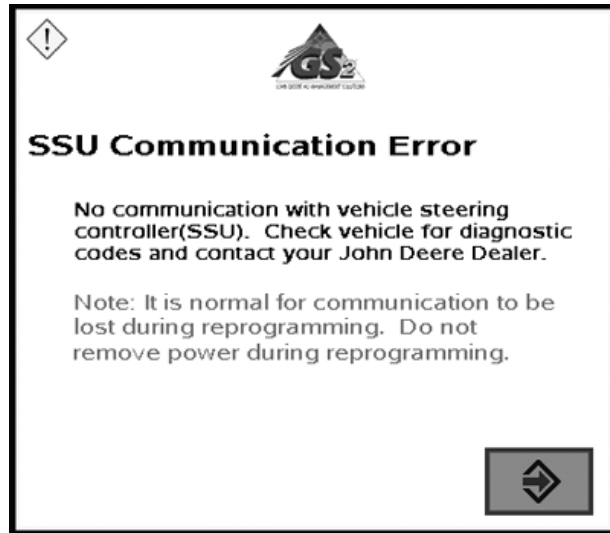 GS2
SSU Communication Error
No communication with vehicle steering
controller(SSU). Check vehicle for diagnostic
codes and contact your John Deere Dealer.
Note: It is normal for communication to be
lost during reprogramming. Do not
remove power during reprogramming.